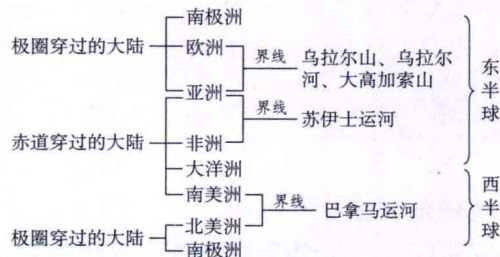 南极洲
极圈穿过的大陆
欧洲
界线
乌拉尔山、乌拉尔
河、大高加索山
亚洲
界线
苏伊士运河
赤道穿过的大陆
非洲
大洋洲
南美洲
界线
巴拿马运河
北美洲
极圈穿过的大陆
南极洲
东半球
西半球